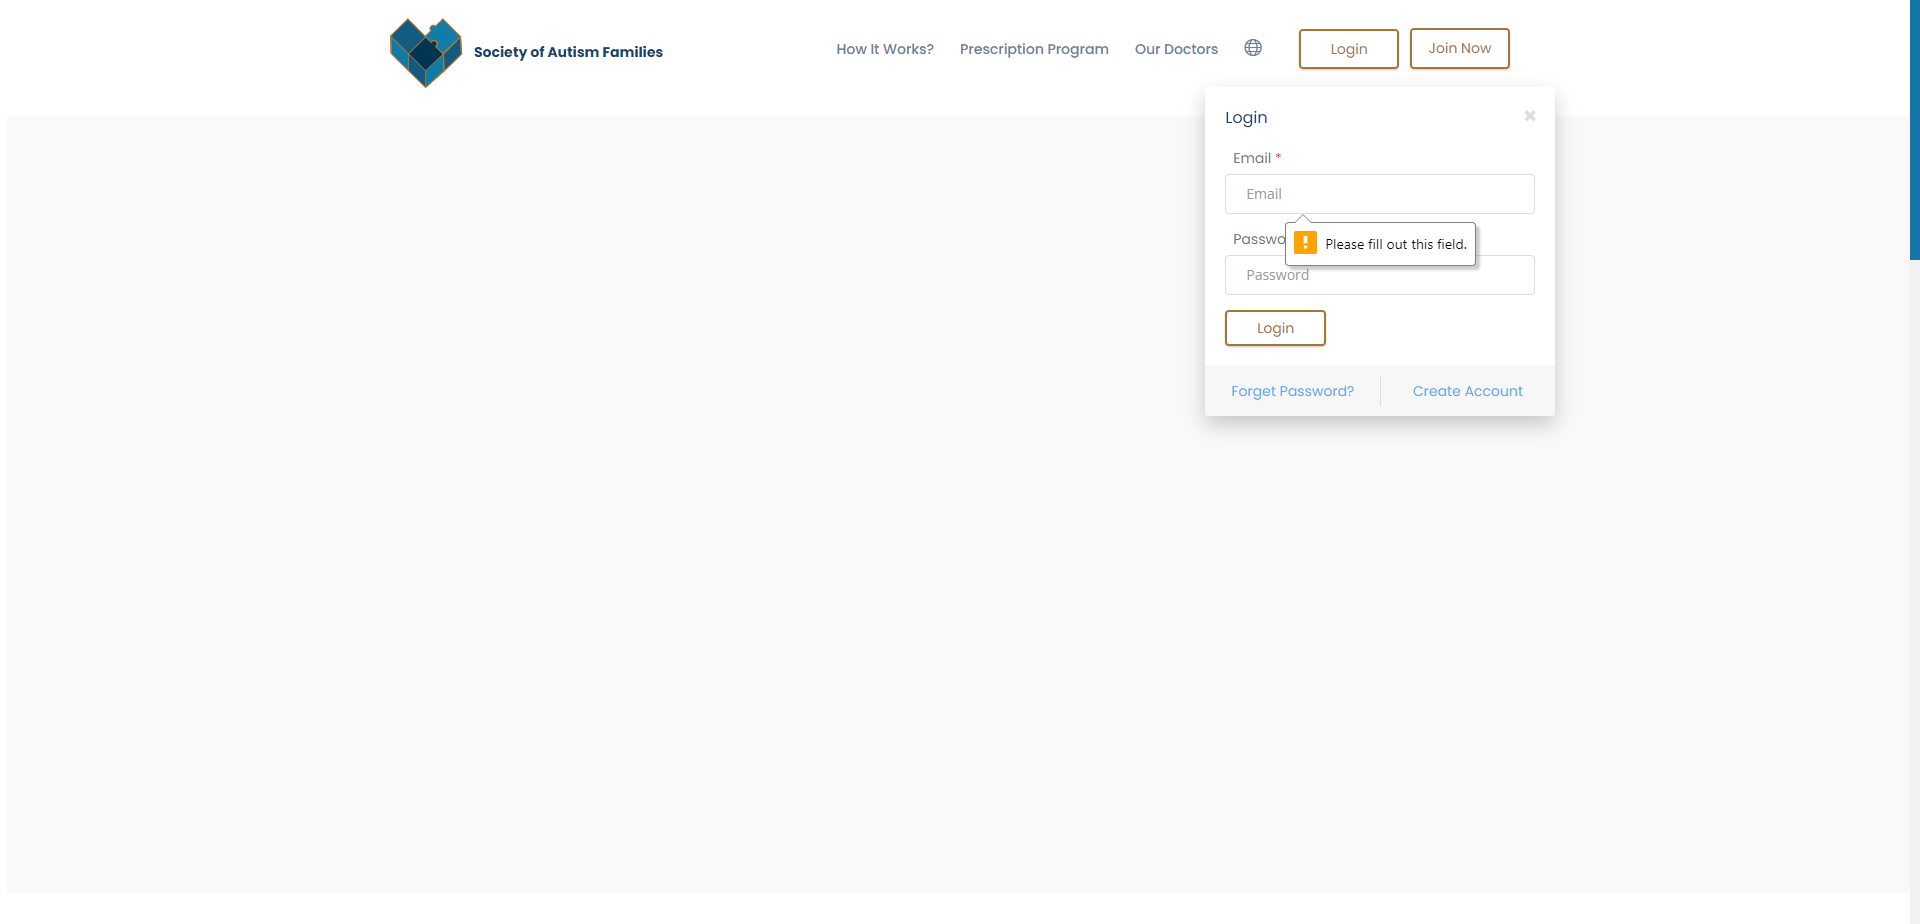 Society of Autism Families
How It Works?
Prescription Program
Our Doctors
Login
Join Now
Login
✖
Email *
Email
Please fill out this field.
Password
Login
Forget Password?
Create Account